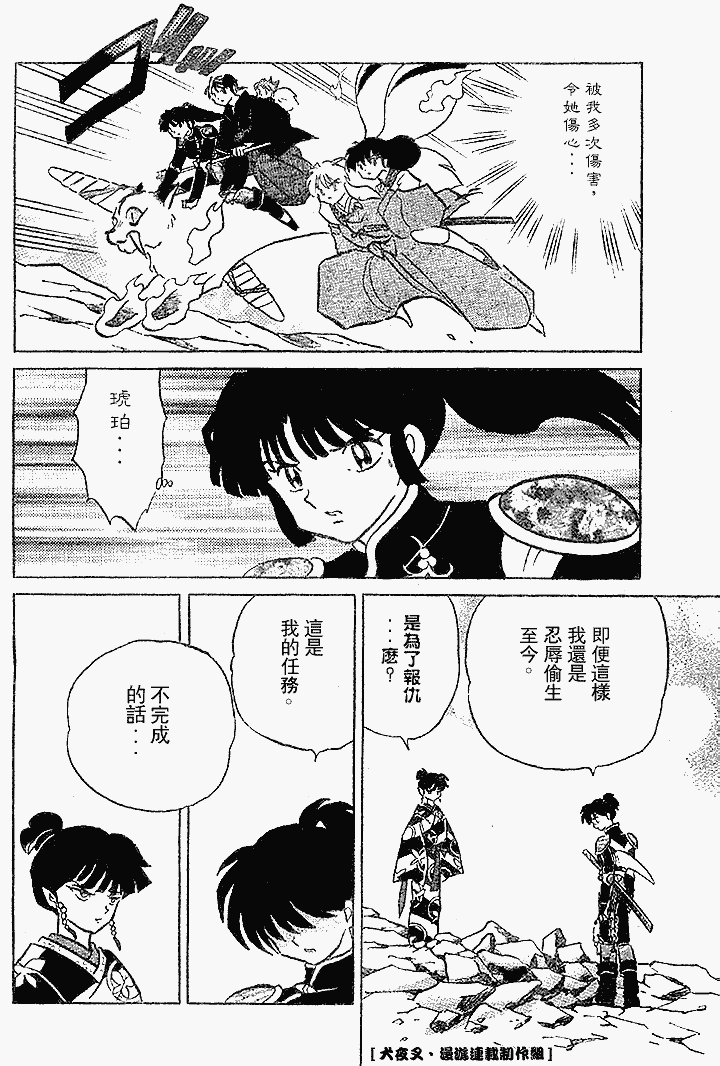 被我多次傷害，
令她傷心...
琥
珀
...
即便這樣
我還是
忍辱偷生
至今。
是為了報仇
...麼？
這是
我的任務。
不完成
的話...
[犬夜叉·漫遊連載制作組]